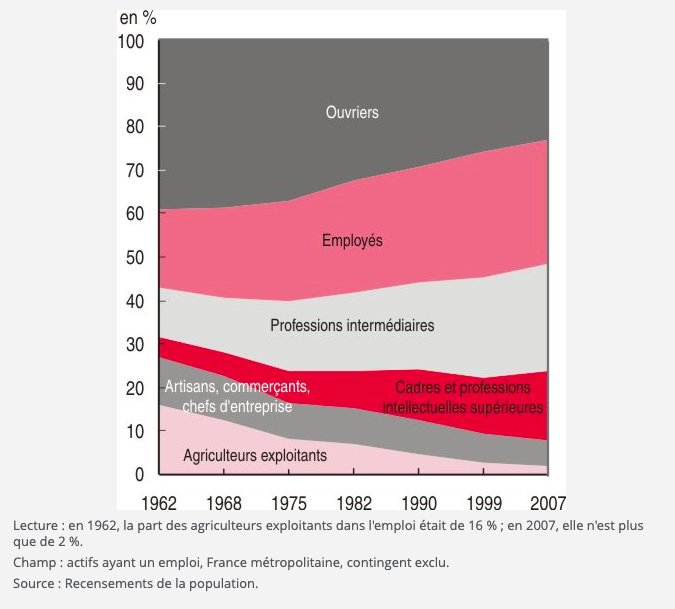 en %
100
90
80
70
60
50
40
30
20
10
0
Ouvriers
Employés
Professions intermédiaires
Artisans, commerçants,
chefs d'entreprise
Cadres et professions
intellectuelles supérieures
Agriculteurs exploitants
1962 1968 1975 1982 1990 1999 2007
Lecture : en 1962, la part des agriculteurs exploitants dans l'emploi était de 16 % ; en 2007, elle n'est plus
que de 2 %.
Champ : actifs ayant un emploi, France métropolitaine, contingent exclu.
Source : Recensements de la population.